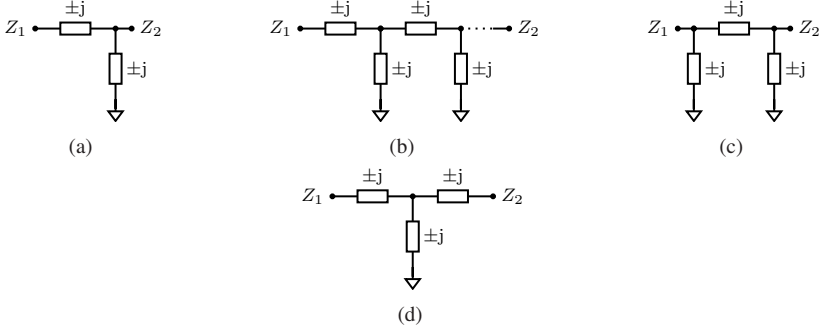 ±j
Z₁ Z₂
±j
(a)
±j ±j
Z₁ Z₂
±j ±j
(b)
±j
Z₁ Z₂
±j ±j
(c)
±j ±j
Z₁ Z₂
±j
(d)